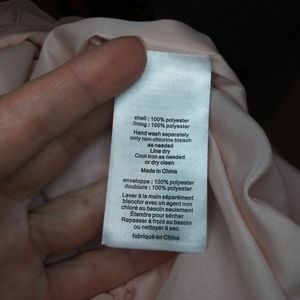 shell : 100% polyester
lining : 100% polyester
Hand wash separately
only non-chlorine bleach
as needed
Line dry
Cool iron as needed
or dry clean
Made in China
enveloppe : 100% polyester
doublure : 100% polyester
Laver à la main séparément
blanchir avec un agent non
chloré au besoin seulement
Étendre pour sécher
Repasser à froid au besoin
ou nettoyer à sec
fabriqué en Chine